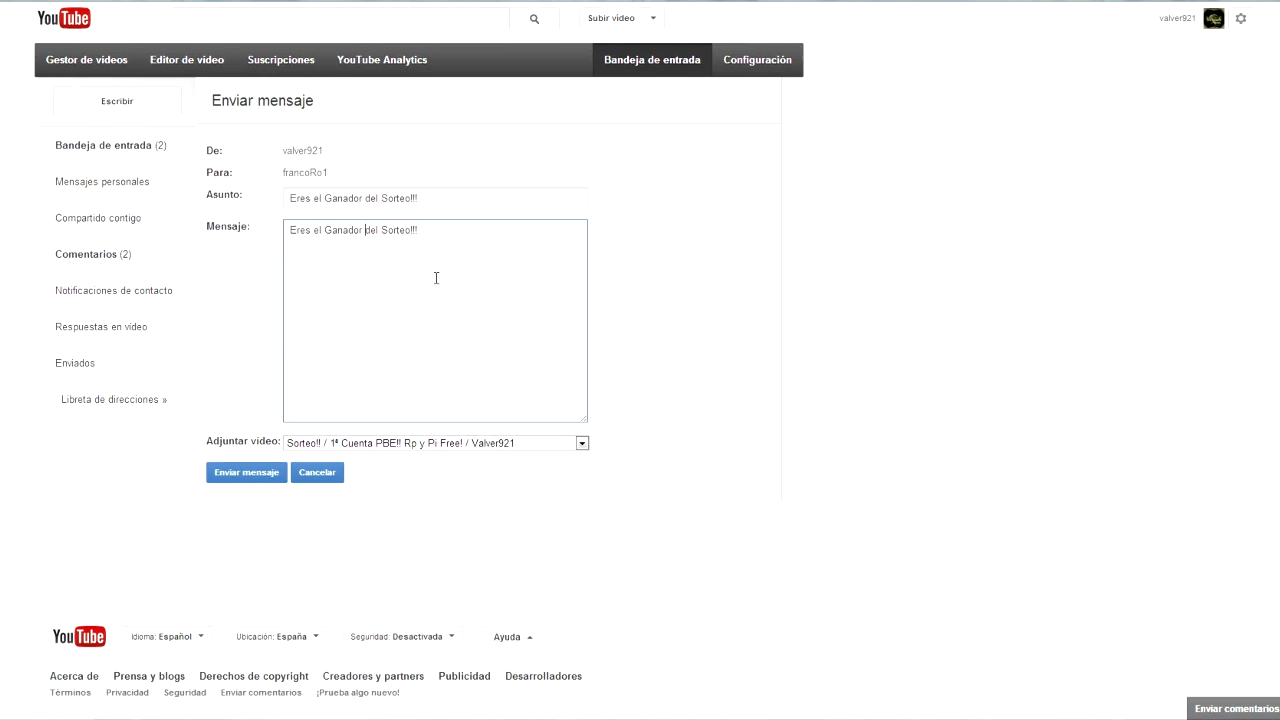 YouTube
Subir vídeo
valver921
Gestor de vídeos Editor de vídeo Suscripciones YouTube Analytics Bandeja de entrada Configuración
Escribir
Enviar mensaje
Bandeja de entrada (2)
Mensajes personales
Compartido contigo
Comentarios (2)
Notificaciones de contacto
Respuestas en vídeo
Enviados
Libreta de direcciones »
De: valver921
Para: francoRo1
Asunto: Eres el Ganador del Sorteo!!!
Mensaje: Eres el Ganador del Sorteo!!!
Adjuntar vídeo: Sorteo!! / 1ª Cuenta PBE!! Rp y Pi Free! / Valver921
Enviar mensaje Cancelar
YouTube Idioma: Español Ubicación: España Seguridad: Desactivada Ayuda
Acerca de Prensa y blogs Derechos de copyright Creadores y partners Publicidad Desarrolladores
Términos Privacidad Seguridad Enviar comentarios ¡Prueba algo nuevo!
Enviar comentarios